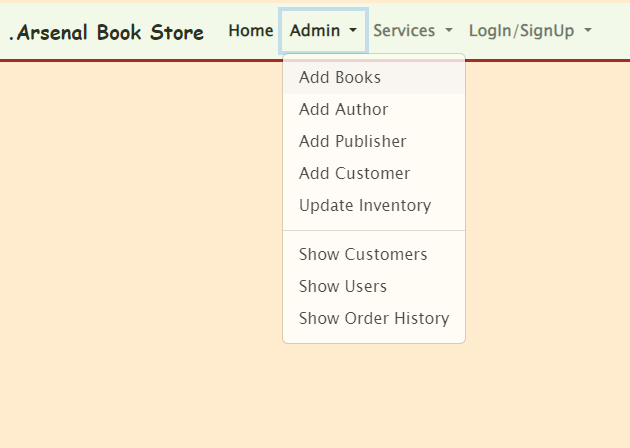 .Arsenal Book Store Home Admin Services LogIn/SignUp
Add Books
Add Author
Add Publisher
Add Customer
Update Inventory
Show Customers
Show Users
Show Order History